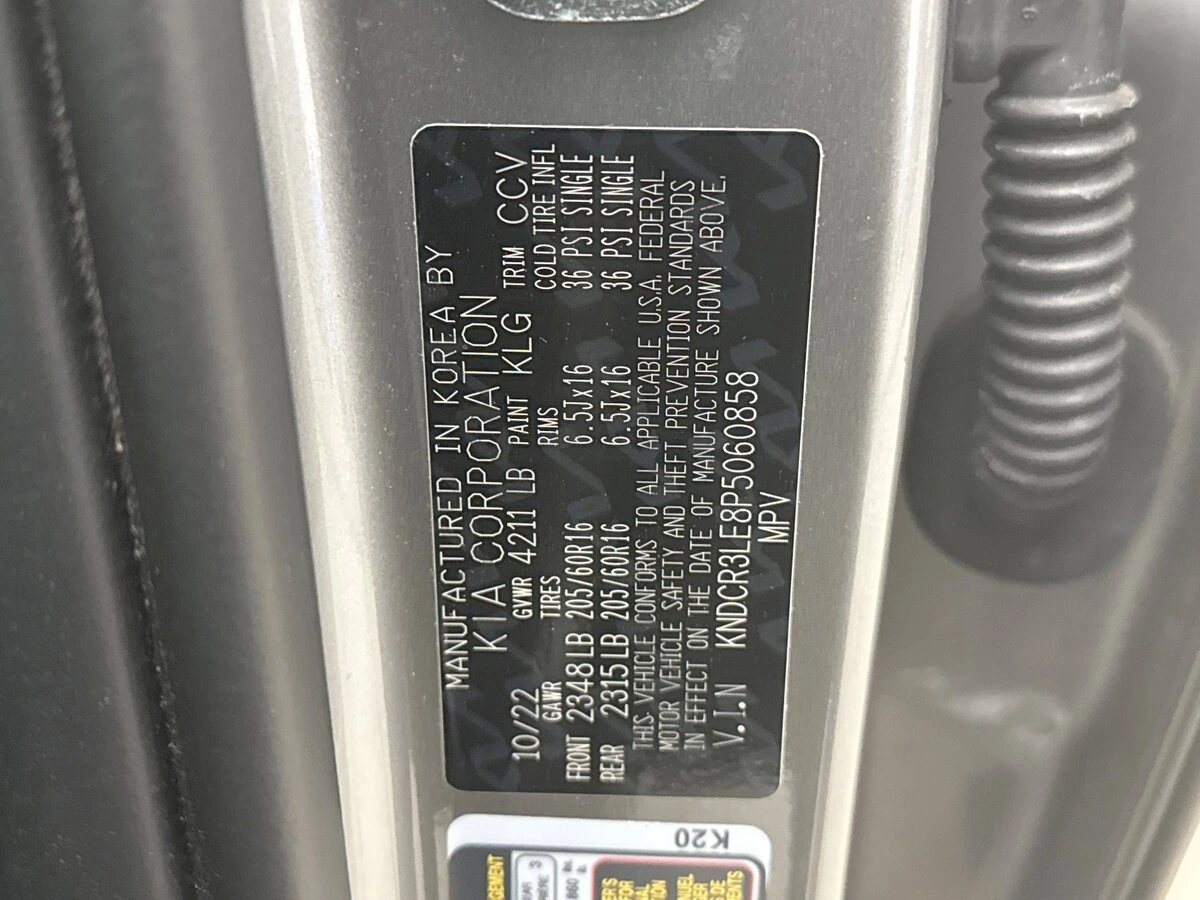 MANUFACTURED IN KOREA BY
KIA CORPORATION
10/22 GVWR 4211 LB PAINT KLG TRIM CCV
GAWR TIRES RIMS COLD TIRE INFL
FRONT 2348 LB 205/60R16 6.5Jx16 36 PSI SINGLE
REAR 2315 LB 205/60R16 6.5Jx16 36 PSI SINGLE
THIS VEHICLE CONFORMS TO ALL APPLICABLE U.S.A. FEDERAL
MOTOR VEHICLE SAFETY AND THEFT PREVENTION STANDARDS
IN EFFECT ON THE DATE OF MANUFACTURE SHOWN ABOVE.
V.I.N KNDCR3LE8P5060858
MPV
K20
3
860